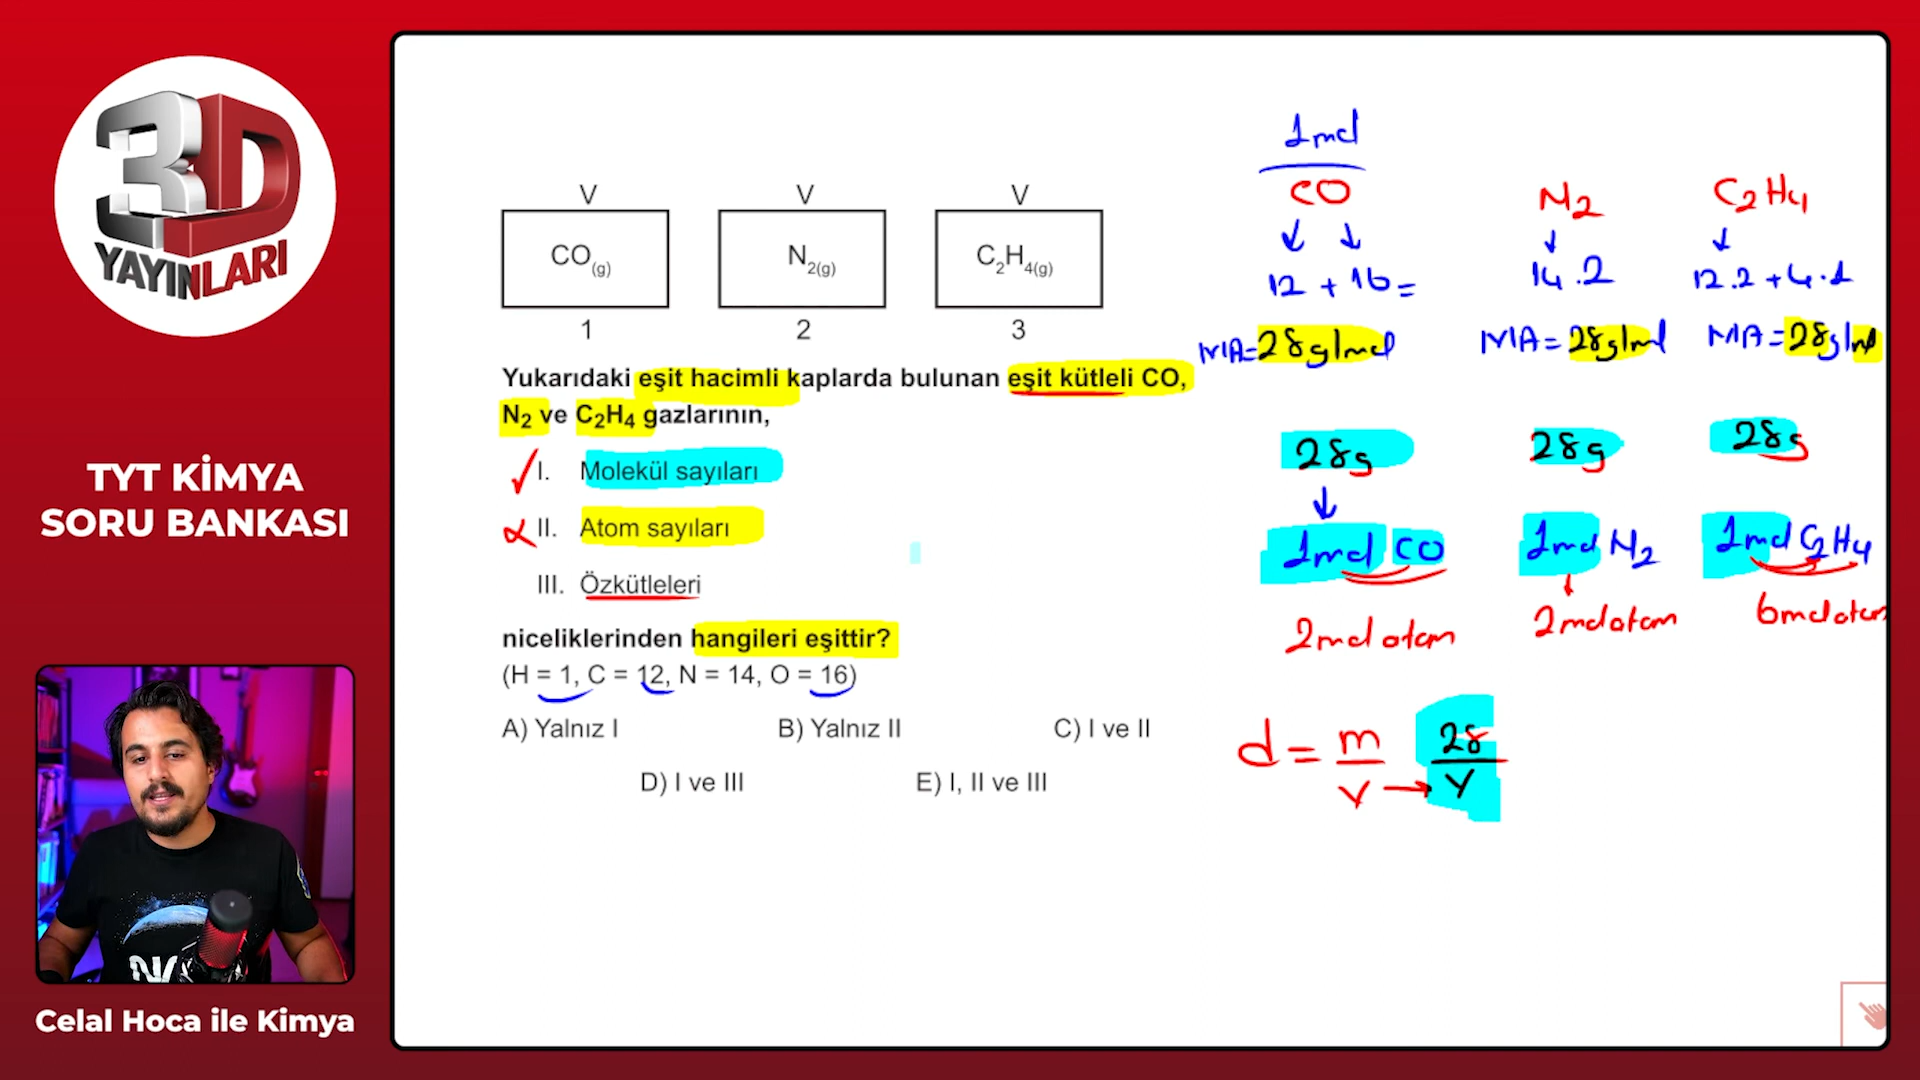 3D
YAYINLARI
TYT KİMYA
SORU BANKASI
Celal Hoca ile Kimya
V V V
CO(g) N2(g) C2H4(g)
1 2 3
Yukarıdaki eşit hacimli kaplarda bulunan eşit kütleli CO,
N2 ve C2H4 gazlarının,
I. Molekül sayıları
II. Atom sayıları
III. Özkütleleri
niceliklerinden hangileri eşittir?
(H = 1, C = 12, N = 14, O = 16)
A) Yalnız I B) Yalnız II C) I ve II
D) I ve III E) I, II ve III
1mol
CO N2 C2H4
12 + 16 = 14.2 12.2 + 4.1
MA=28g/mol MA=28g/mol MA=28g/mol
28g 28g 28g
1mol CO 1mol N2 1mol C2H4
2mol atom 2mol atom 6mol atom
d = m 28
V → V